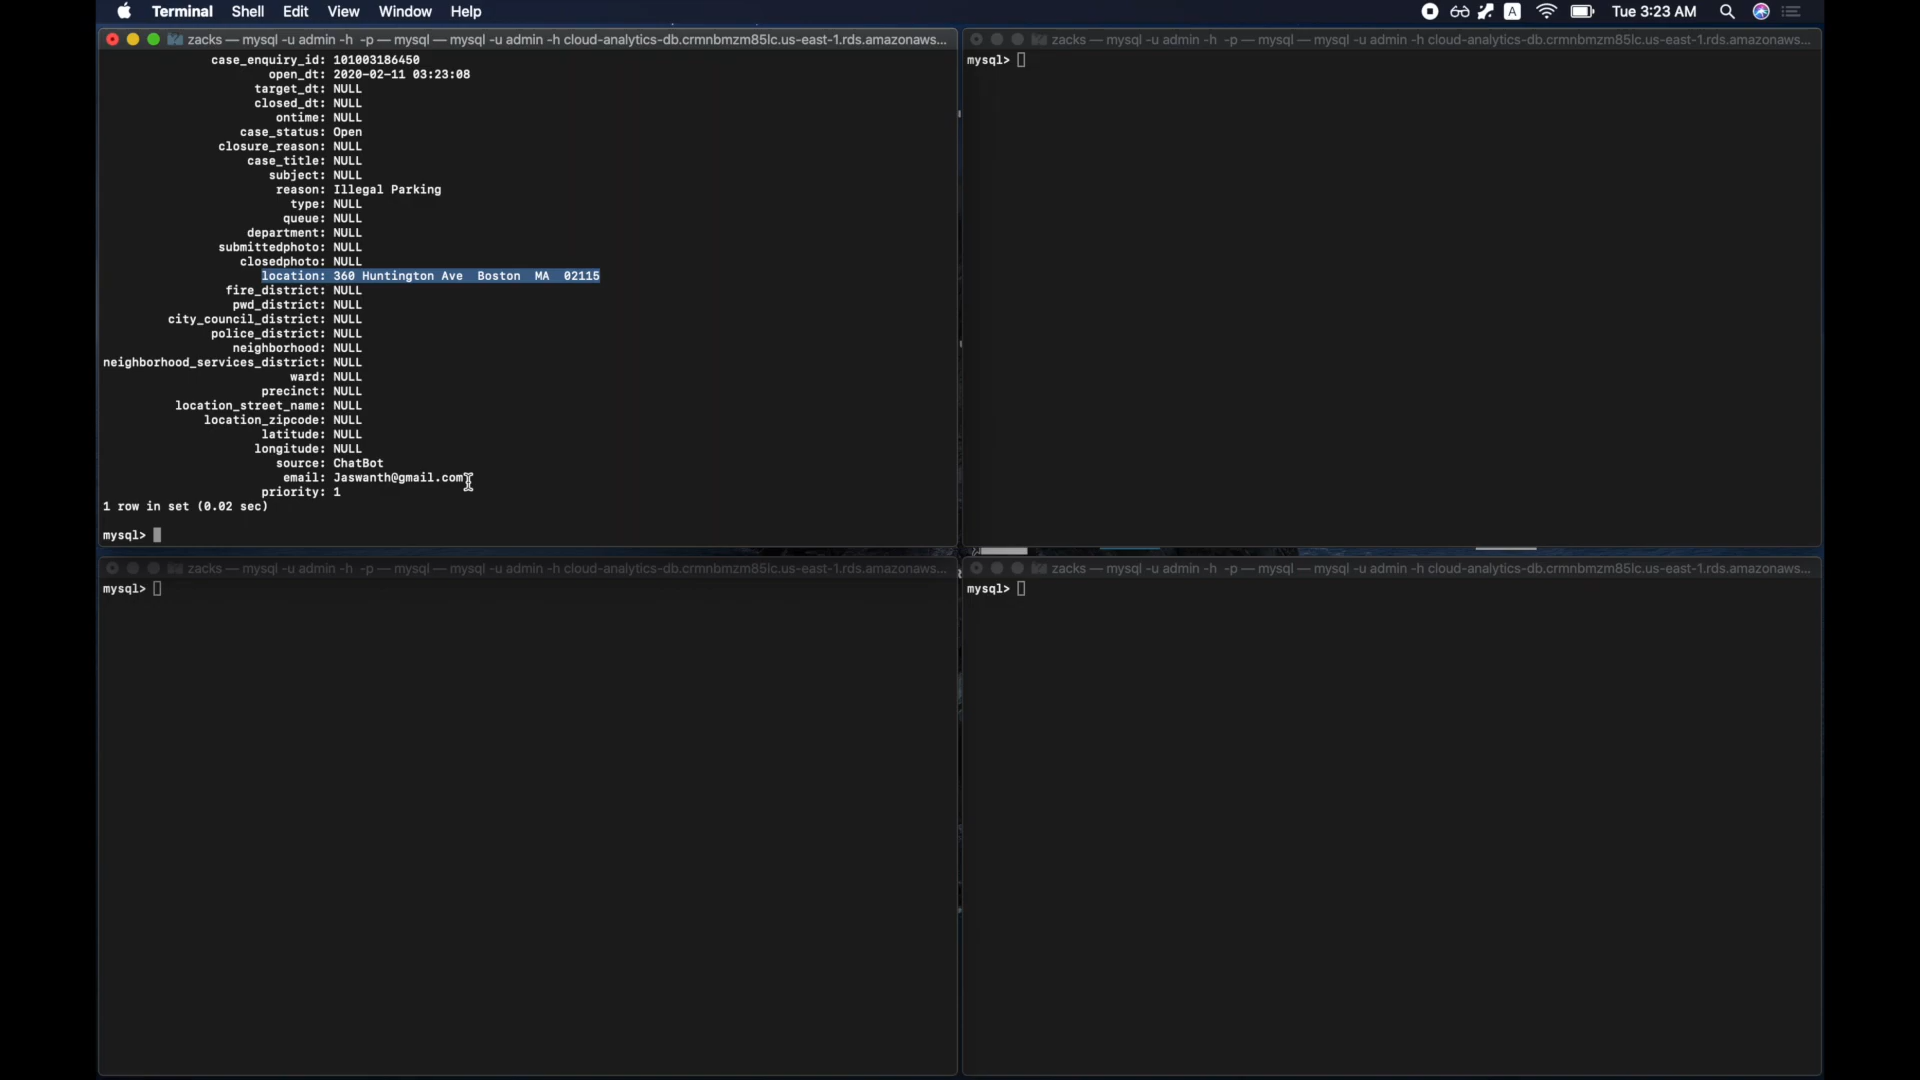 Terminal Shell Edit View Window Help
A Tue 3:23 AM
zacks — mysql -u admin -h -p — mysql — mysql -u admin -h cloud-analytics-db.crmnbmzm85lc.us-east-1.rds.amazonaws...
case_enquiry_id: 101003186450
open_dt: 2020-02-11 03:23:08
target_dt: NULL
closed_dt: NULL
ontime: NULL
case_status: Open
closure_reason: NULL
case_title: NULL
subject: NULL
reason: Illegal Parking
type: NULL
queue: NULL
department: NULL
submittedphoto: NULL
closedphoto: NULL
location: 360 Huntington Ave  Boston  MA  02115
fire_district: NULL
pwd_district: NULL
city_council_district: NULL
police_district: NULL
neighborhood: NULL
neighborhood_services_district: NULL
ward: NULL
precinct: NULL
location_street_name: NULL
location_zipcode: NULL
latitude: NULL
longitude: NULL
source: ChatBot
email: Jaswanth@gmail.com
priority: 1
1 row in set (0.02 sec)
mysql>
zacks — mysql -u admin -h -p — mysql — mysql -u admin -h cloud-analytics-db.crmnbmzm85lc.us-east-1.rds.amazonaws...
mysql>
zacks — mysql -u admin -h -p — mysql — mysql -u admin -h cloud-analytics-db.crmnbmzm85lc.us-east-1.rds.amazonaws...
mysql>
zacks — mysql -u admin -h -p — mysql — mysql -u admin -h cloud-analytics-db.crmnbmzm85lc.us-east-1.rds.amazonaws...
mysql>